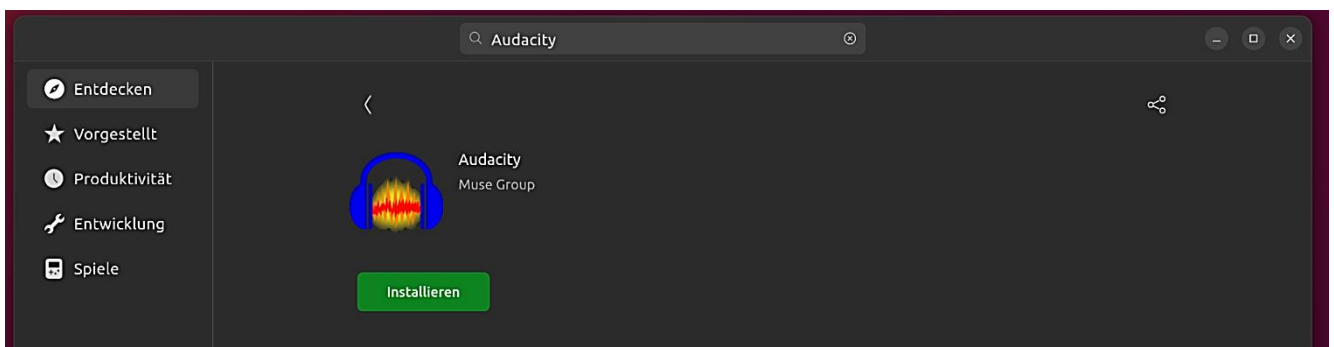 Audacity
Entdecken
Vorgestellt
Produktivität
Entwicklung
Spiele
Audacity
Muse Group
Installieren